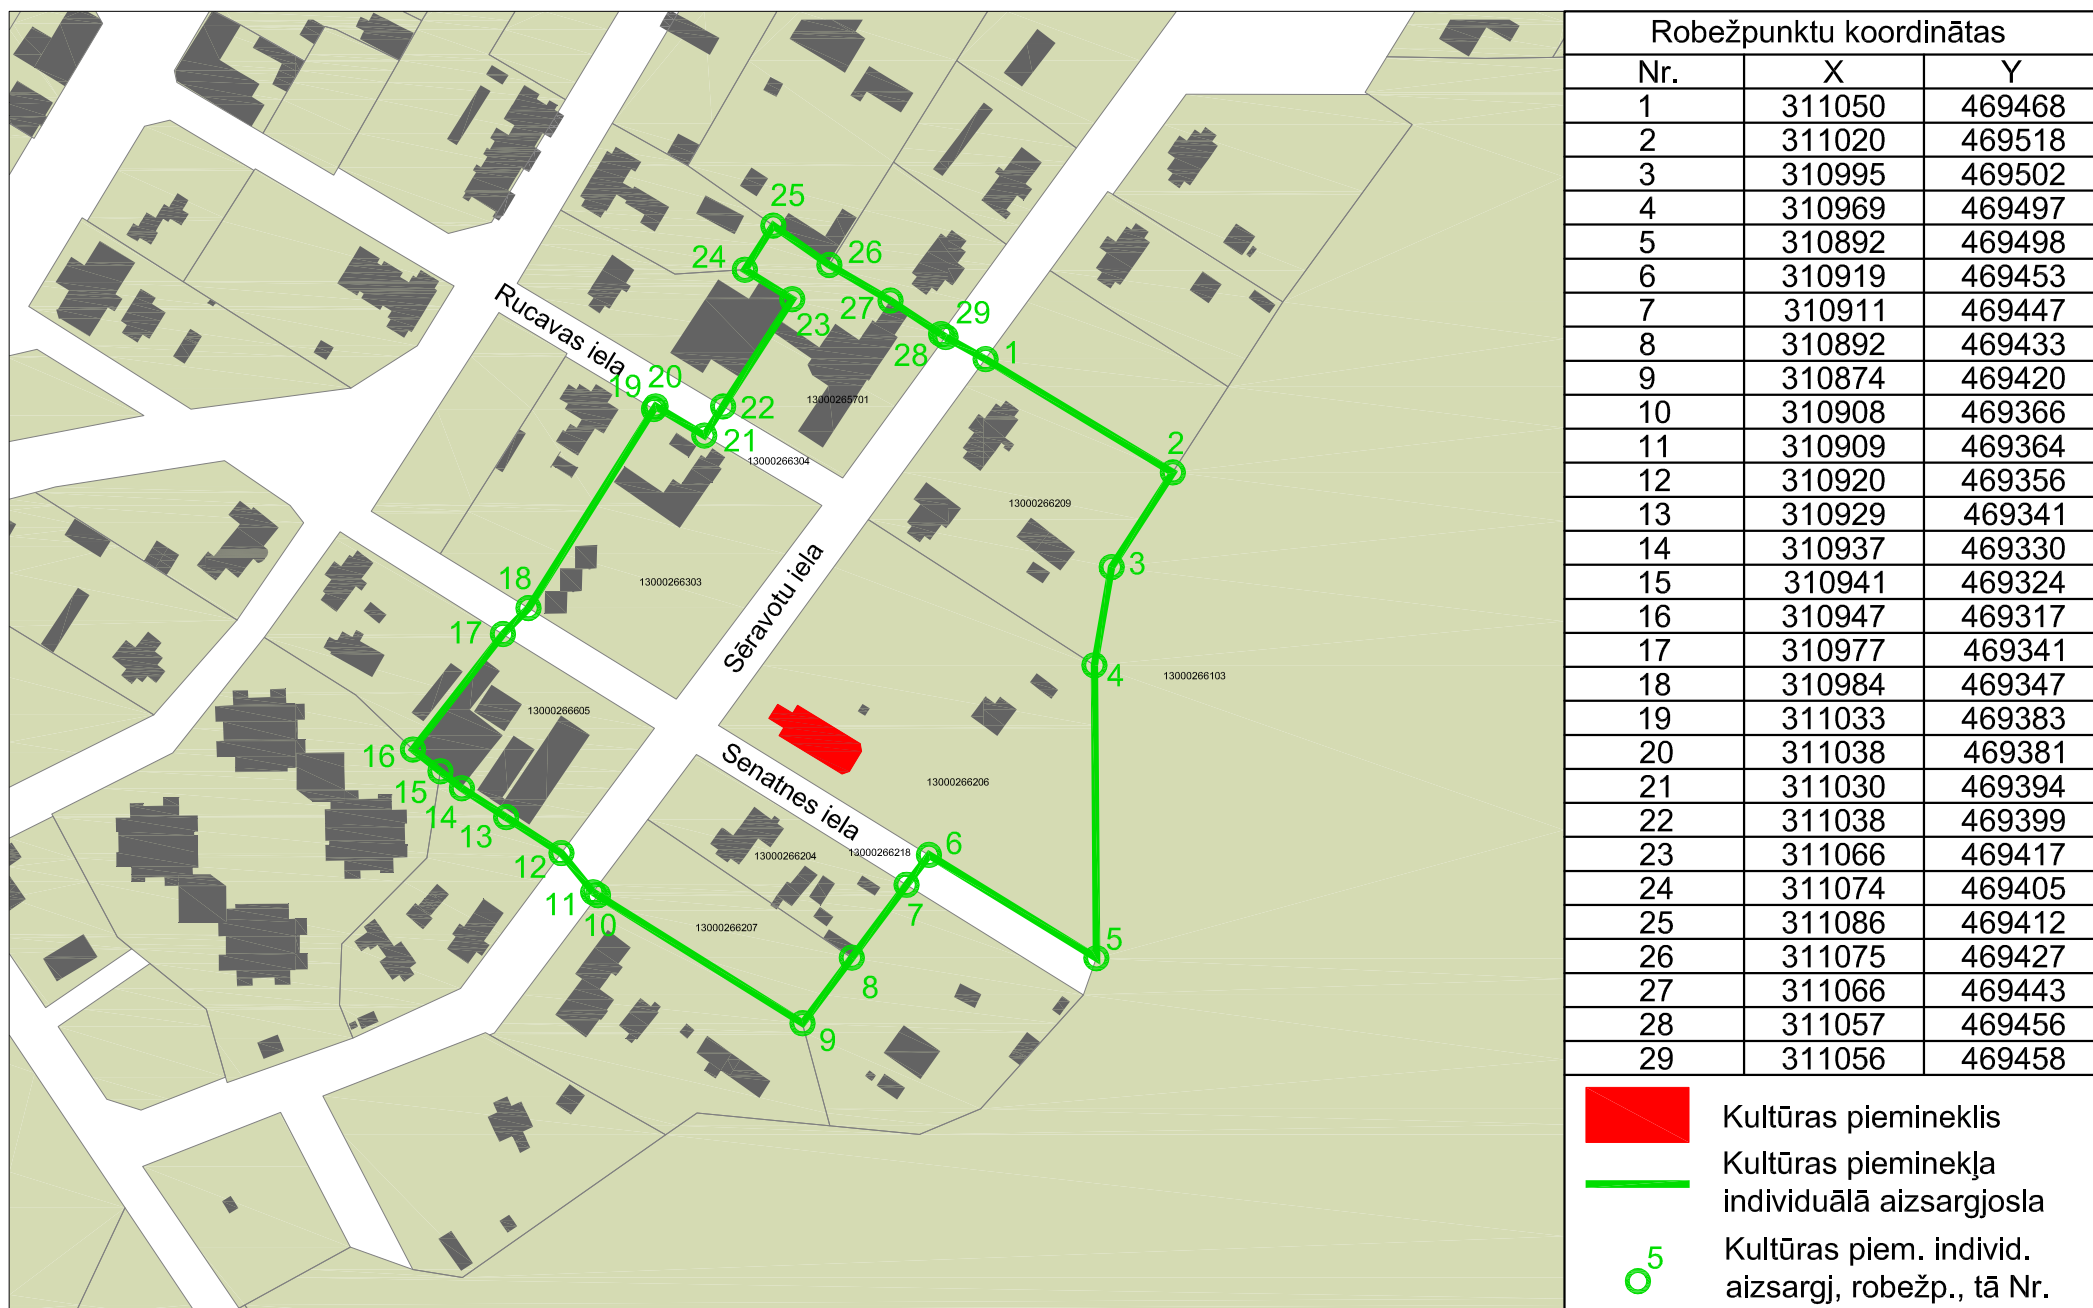 Robežpunktu koordinātas
Nr. X Y
1 311050 469468
2 311020 469518
3 310995 469502
4 310969 469497
5 310892 469498
6 310919 469453
7 310911 469447
8 310892 469433
9 310874 469420
10 310908 469366
11 310909 469364
12 310920 469356
13 310929 469341
14 310937 469330
15 310941 469324
16 310947 469317
17 310977 469341
18 310984 469347
19 311033 469383
20 311038 469381
21 311030 469394
22 311038 469399
23 311066 469417
24 311074 469405
25 311086 469412
26 311075 469427
27 311066 469443
28 311057 469456
29 311056 469458
Kultūras piemineklis
Kultūras pieminekļa
individuālā aizsargjosla
5
Kultūras piem. individ.
aizsargj, robežp., tā Nr.
25
26
24
27
29
23
28
1
Rucavas iela
20
19
22
13000265701
21
2
13000266304
13000266209
3
18
13000266303
17
Sēravotu iela
4
13000266103
13000266605
16
Senatnes iela
13000266206
15
14
13
12
13000266204
13000266218
6
11
10
7
13000266207
5
8
9